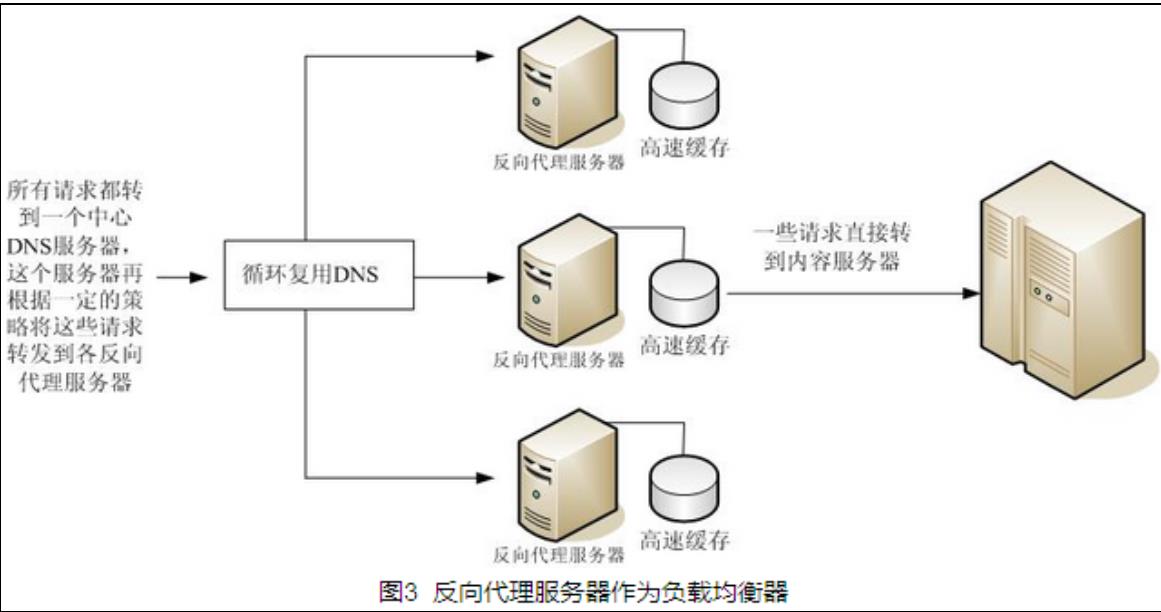 所有请求都转
到一个中心
DNS服务器，
这个服务器再
根据一定的策
略将这些请求
转发到各反向
代理服务器
循环复用DNS
反向代理服务器
高速缓存
反向代理服务器
高速缓存
一些请求直接转
到内容服务器
反向代理服务器
高速缓存
图3 反向代理服务器作为负载均衡器